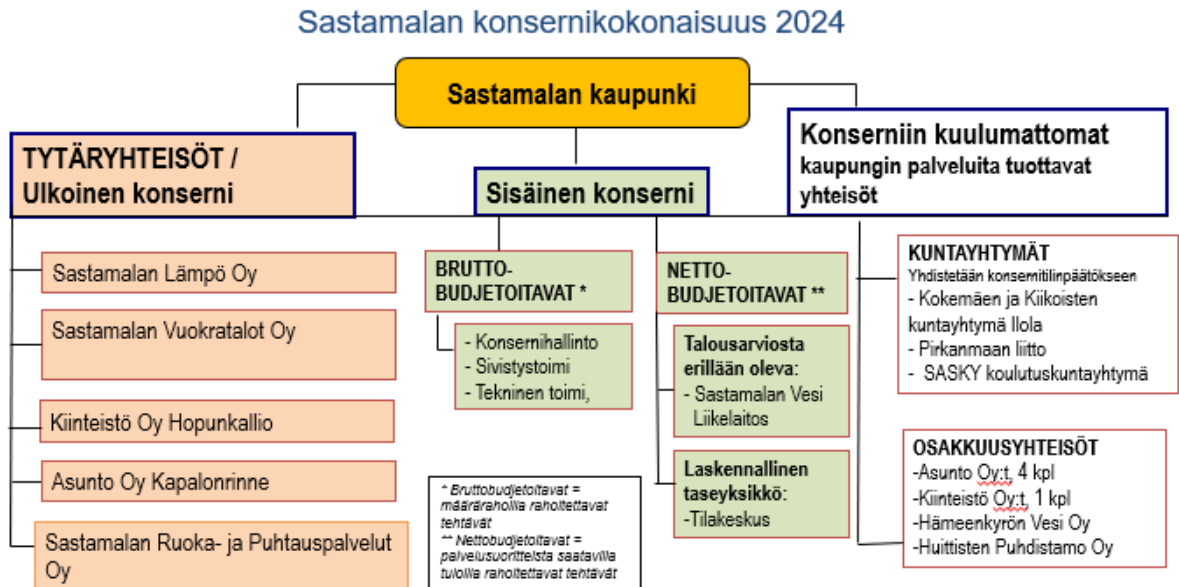 Sastamalan konsernikokonaisuus 2024
Sastamalan kaupunki
TYTÄRYHTEISÖT /
Ulkoinen konserni
Sastamalan Lämpö Oy
Sastamalan Vuokratalot Oy
Kiinteistö Oy Hopunkallio
Asunto Oy Kapalonrinne
Sastamalan Ruoka- ja Puhtauspalvelut
Oy
Sisäinen konserni
BRUTTO-
BUDJETOITAVAT *
- Konsernihallinto
- Sivistystoimi
- Tekninen toimi,
* Bruttobudjetoitavat =
määrärahoilla rahoitettavat
tehtävät
** Nettobudjetoitavat =
palvelusuoritteista saatavilla
tuloilla rahoitettavat tehtävät
NETTO-
BUDJETOITAVAT **
Talousarviosta
erillään oleva:
- Sastamalan Vesi
Liikelaitos
Laskennallinen
taseyksikkö:
-Tilakeskus
Konserniin kuulumattomat
kaupungin palveluita tuottavat
yhteisöt
KUNTAYHTYMÄT
Yhdistetään konsernitilinpäätökseen
- Kokemäen ja Kiikoisten
kuntayhtymä Ilola
- Pirkanmaan liitto
- SASKY koulutuskuntayhtymä
OSAKKUUSYHTEISÖT
-Asunto Oy:t, 4 kpl
-Kiinteistö Oy:t, 1 kpl
-Hämeenkyrön Vesi Oy
-Huittisten Puhdistamo Oy